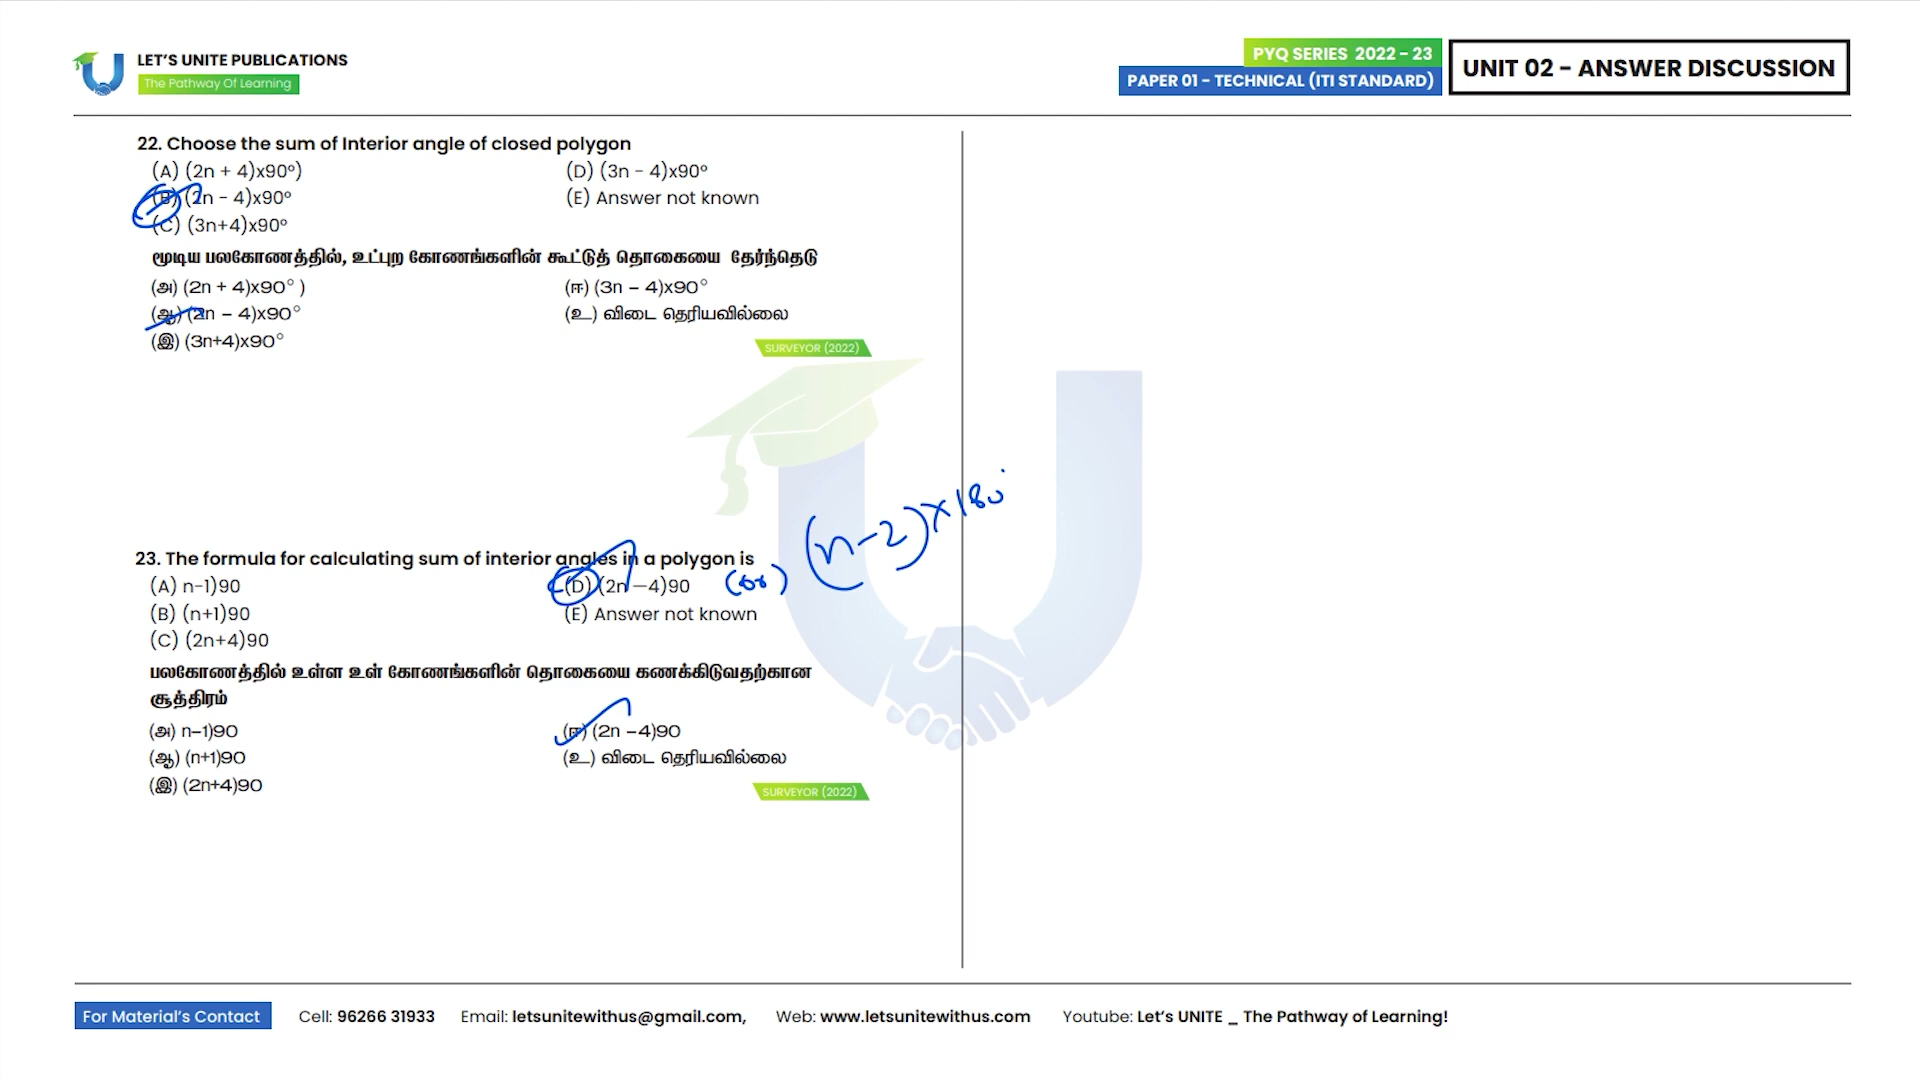 LET'S UNITE PUBLICATIONS
The Pathway Of Learning
PYQ SERIES 2022 - 23
PAPER 01 - TECHNICAL (ITI STANDARD)
UNIT 02 - ANSWER DISCUSSION
22. Choose the sum of Interior angle of closed polygon
(A) (2n + 4)x90°)
(B) (2n - 4)x90°
(C) (3n+4)x90°
(D) (3n - 4)x90°
(E) Answer not known
மூடிய பலகோணத்தில், உட்புற கோணங்களின் கூட்டுத் தொகையை தேர்ந்தெடு
(அ) (2n + 4)x90° )
(ஆ) (2n – 4)x90°
(இ) (3n+4)x90°
(ஈ) (3n – 4)x90°
(உ) விடை தெரியவில்லை
SURVEYOR (2022)
23. The formula for calculating sum of interior angles in a polygon is
(A) n-1)90
(B) (n+1)90
(C) (2n+4)90
(D) (2n —4)90
(or) (n-2)×180°
(E) Answer not known
பலகோணத்தில் உள்ள உள் கோணங்களின் தொகையை கணக்கிடுவதற்கான
சூத்திரம்
(அ) n–1)90
(ஆ) (n+1)90
(இ) (2n+4)90
(ஈ) (2n –4)90
(உ) விடை தெரியவில்லை
SURVEYOR (2022)
For Material's Contact
Cell: 96266 31933
Email: letsunitewithus@gmail.com,
Web: www.letsunitewithus.com
Youtube: Let's UNITE _ The Pathway of Learning!